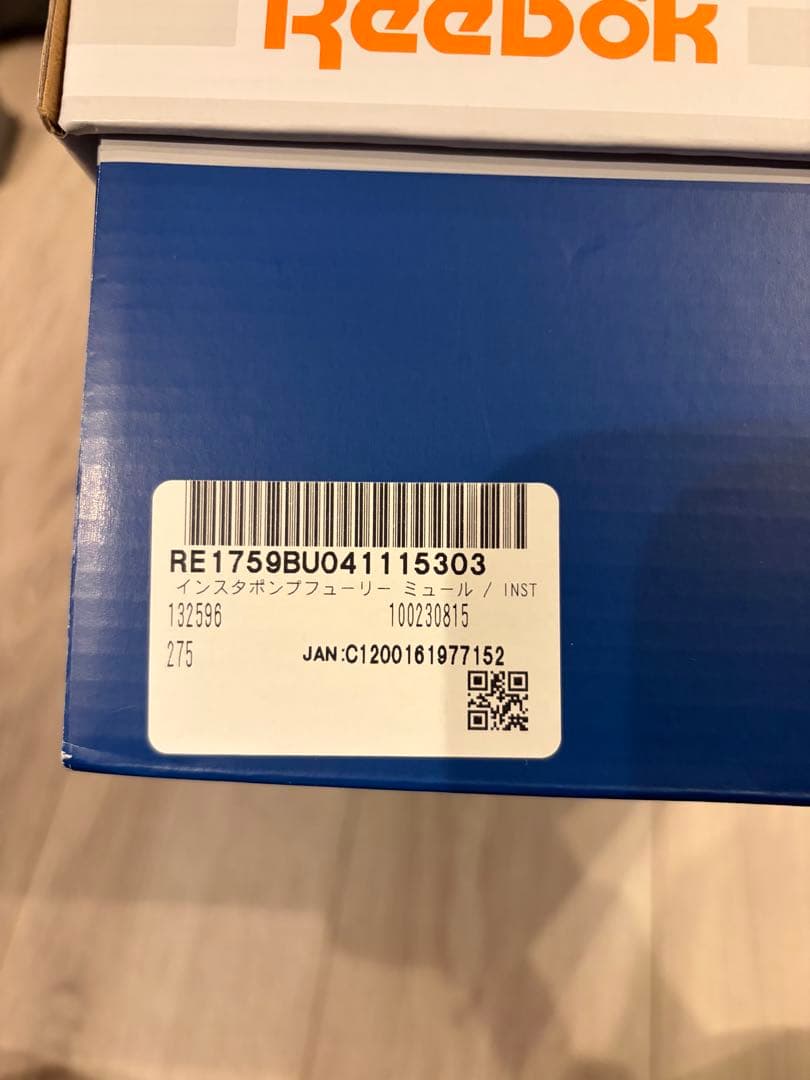 Reebok
RE1759BU041115303
インスタポンプフューリー ミュール / INST
132596 100230815
275 JAN:C1200161977152